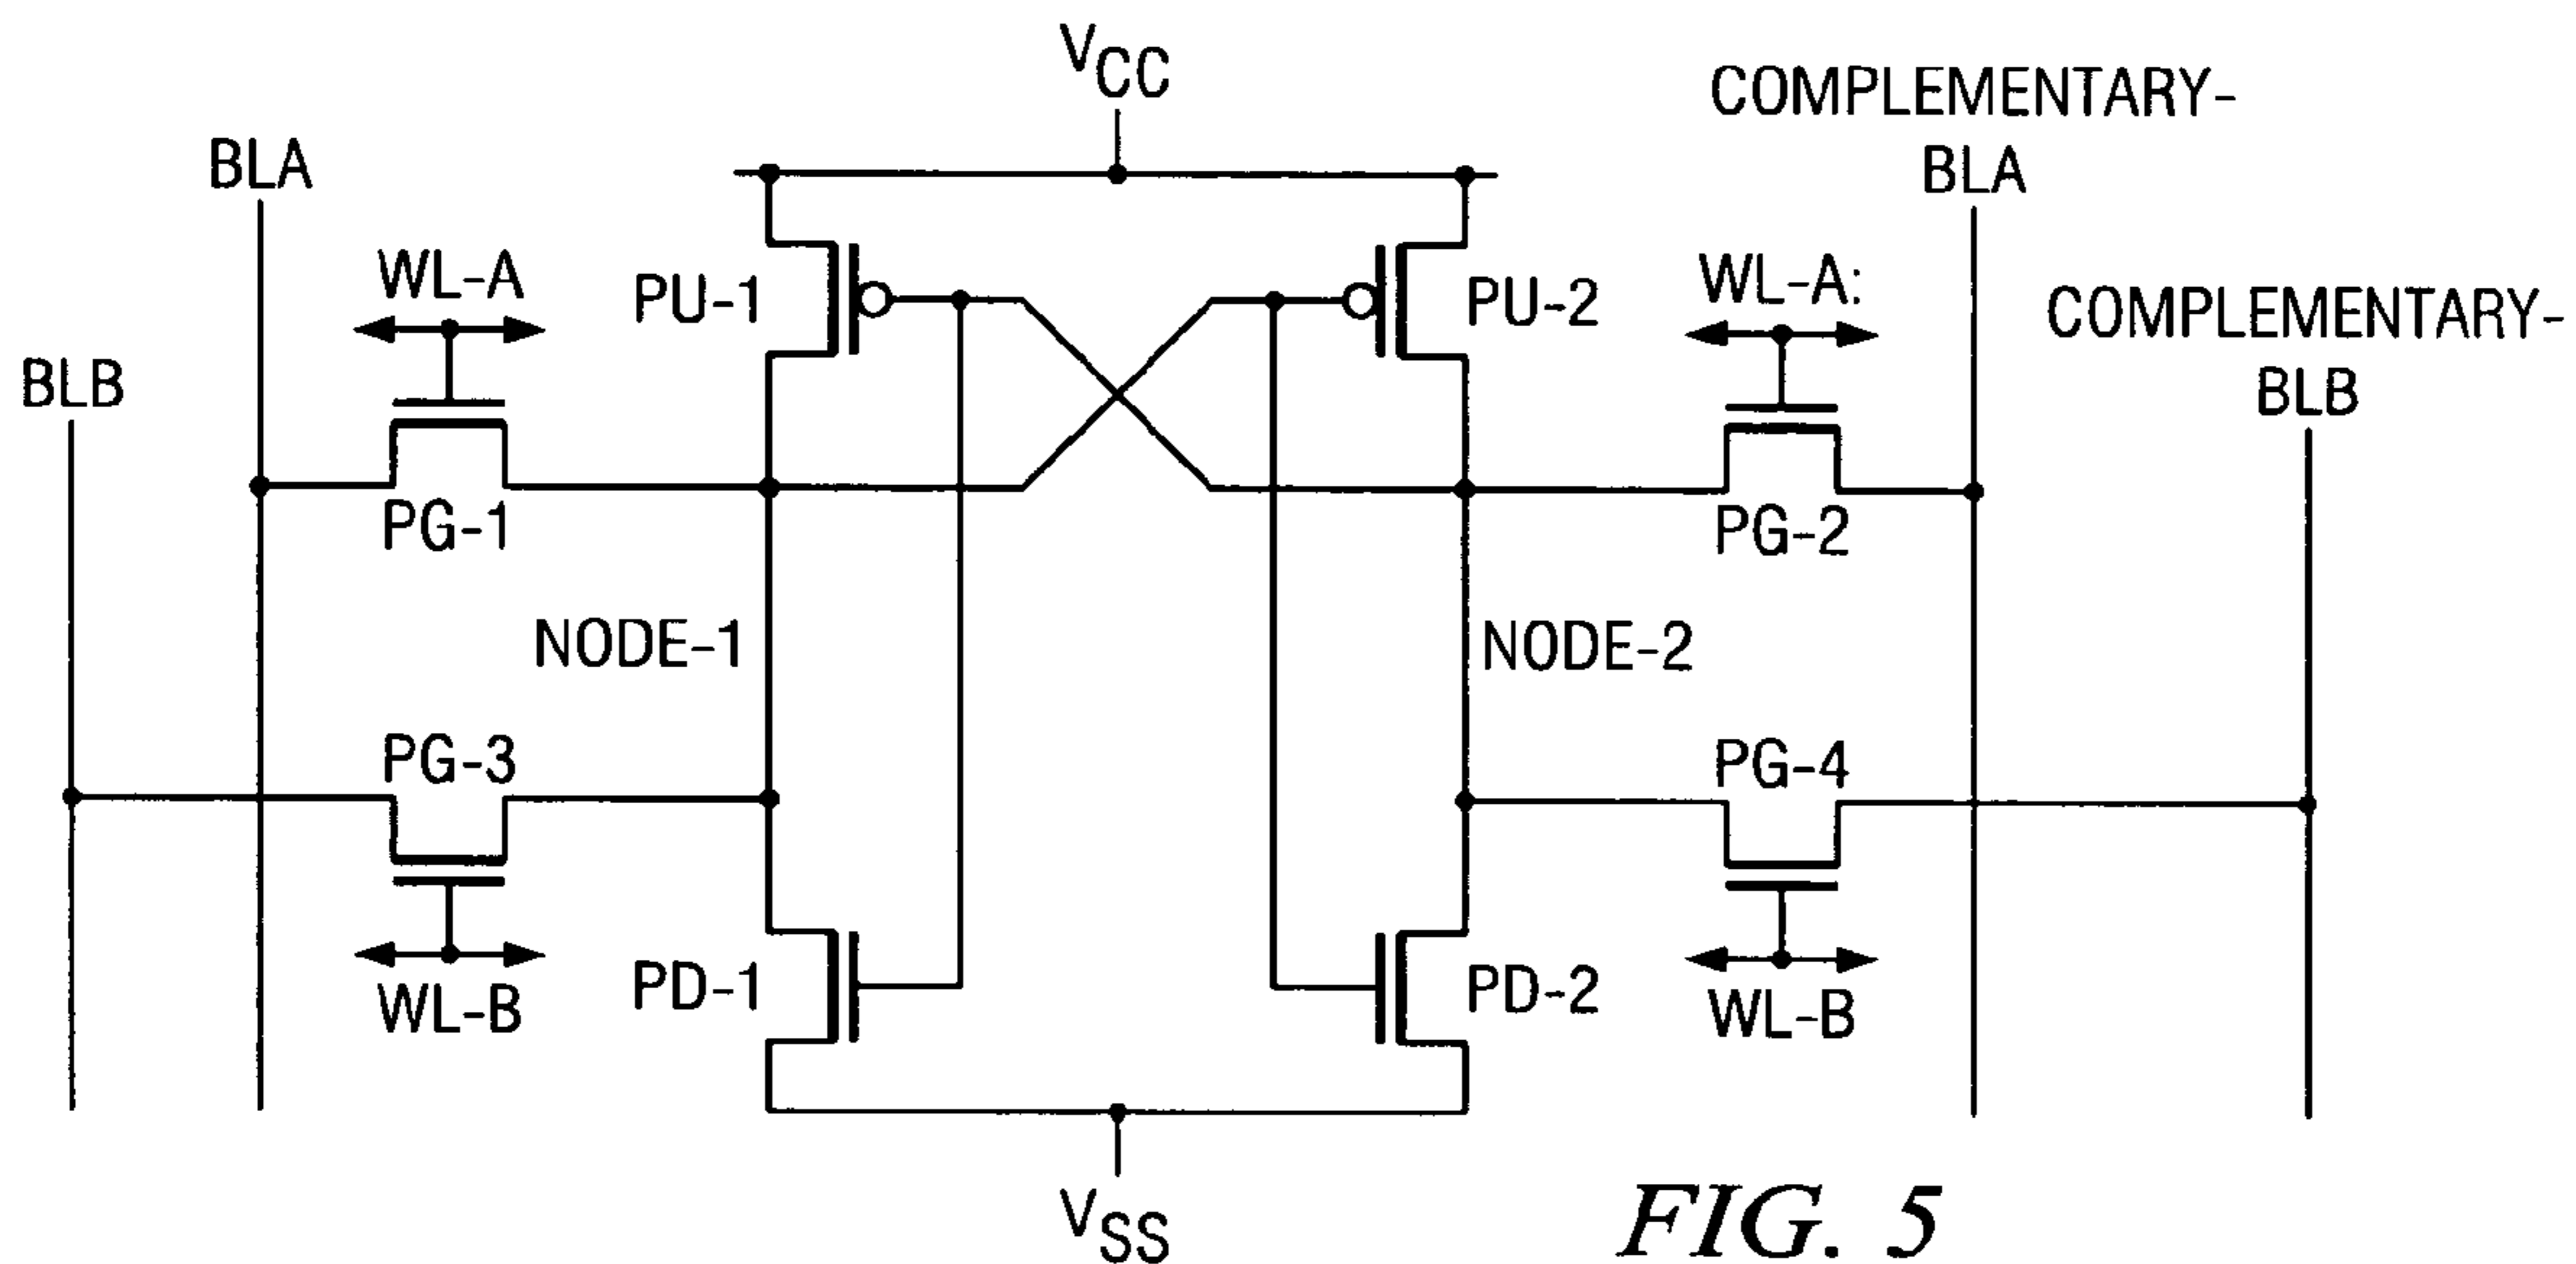 VCC
COMPLEMENTARY-
BLA
BLA
WL-A
PU-1
PU-2
WL-A:
COMPLEMENTARY-
BLB
BLB
PG-1
PG-2
NODE-1
NODE-2
PG-3
PG-4
WL-B
PD-1
PD-2
WL-B
VSS
FIG. 5